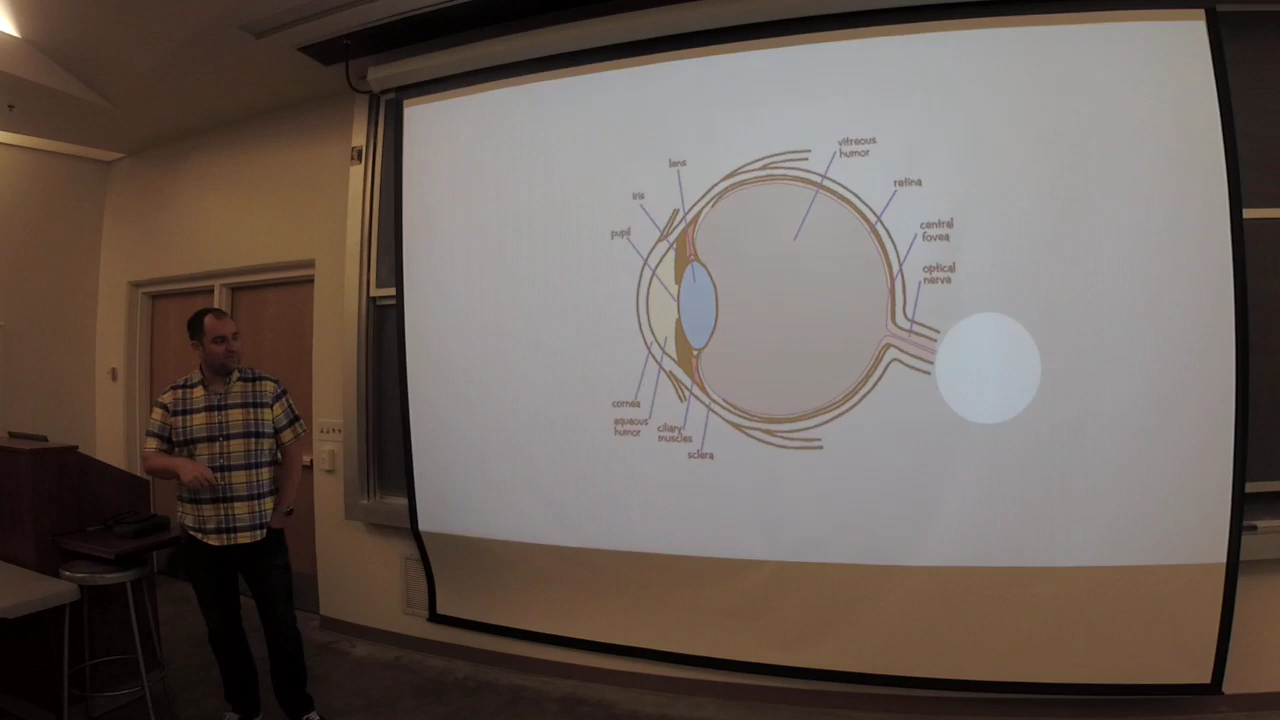 lens
iris
pupil
vitreous
humor
retina
central
fovea
optical
nerve
cornea
aqueous
humor
ciliary
muscles
sclera